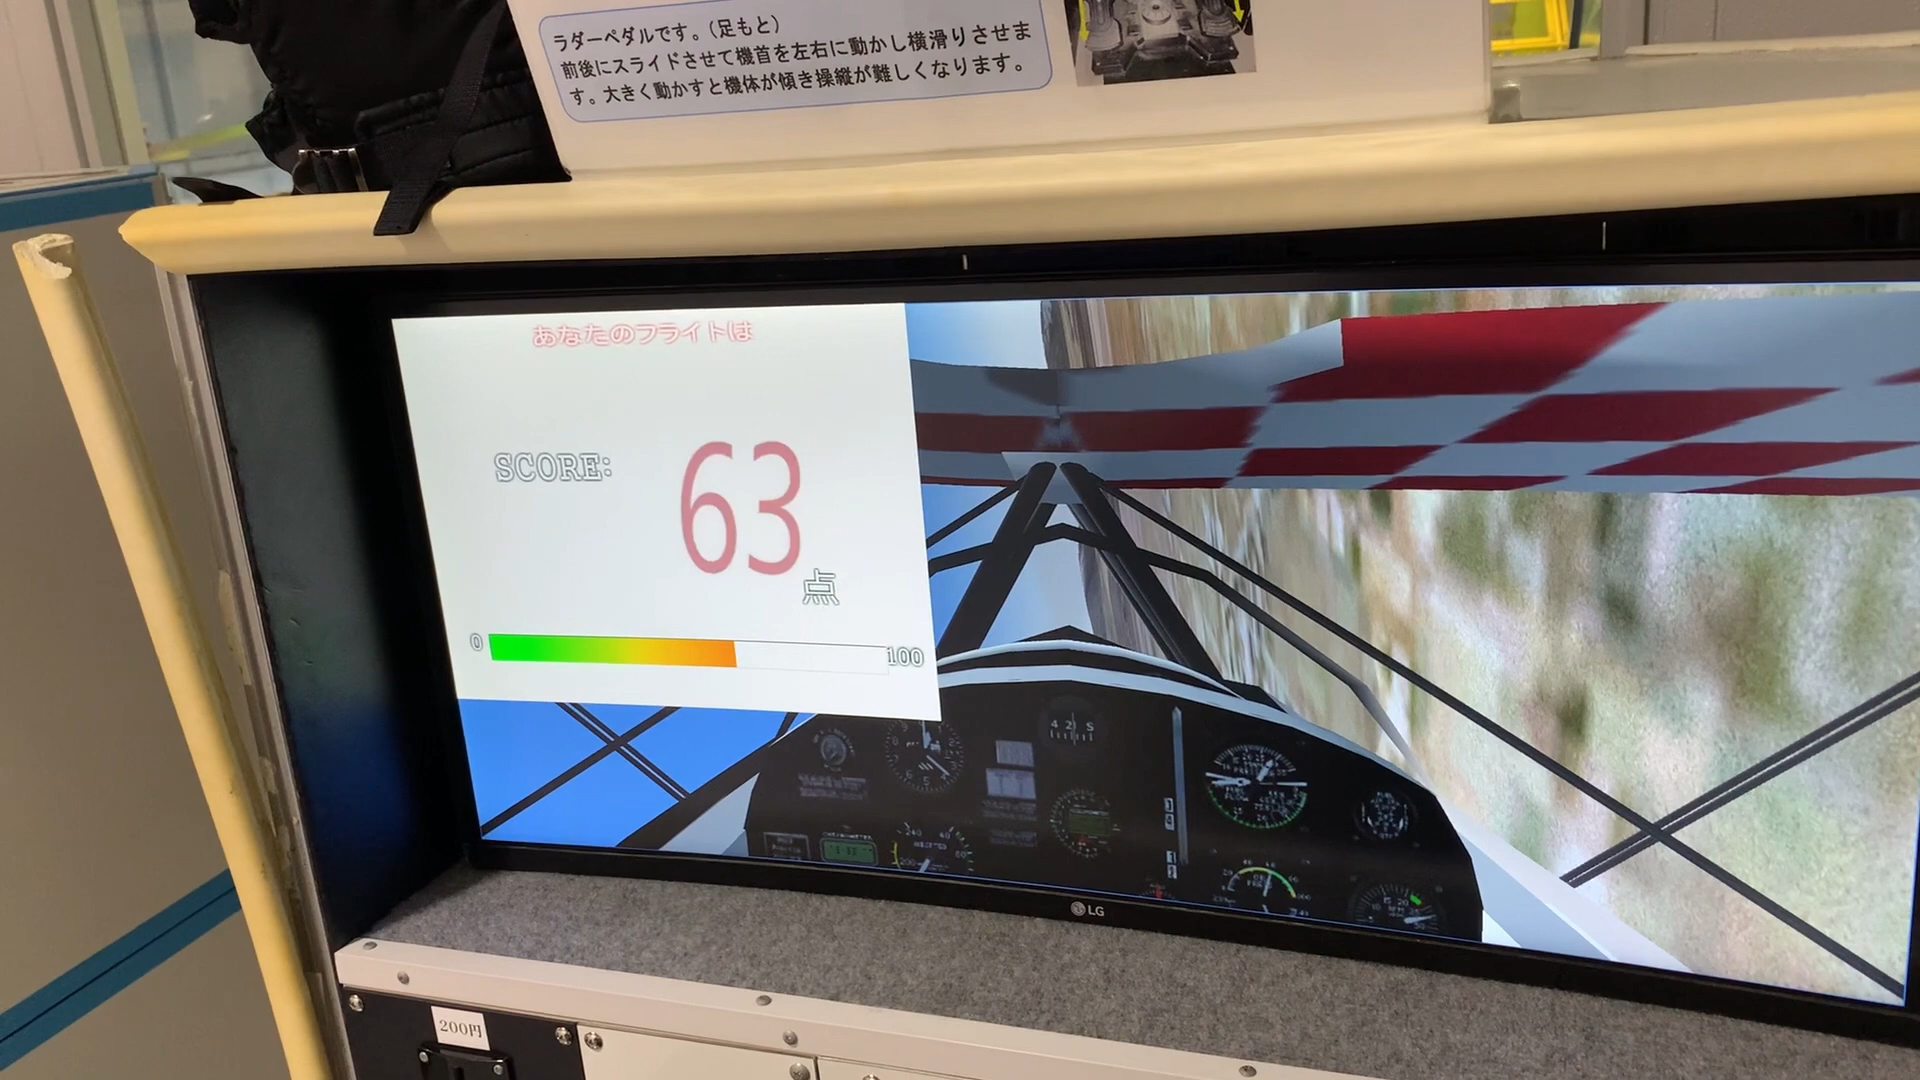 ラダーペダルです。(足もと)
前後にスライドさせて機首を左右に動かし横滑りさせま
す。大きく動かすと機体が傾き操縦が難しくなります。
あなたのフライトは
SCORE:
63
点
0
100
LG
200円